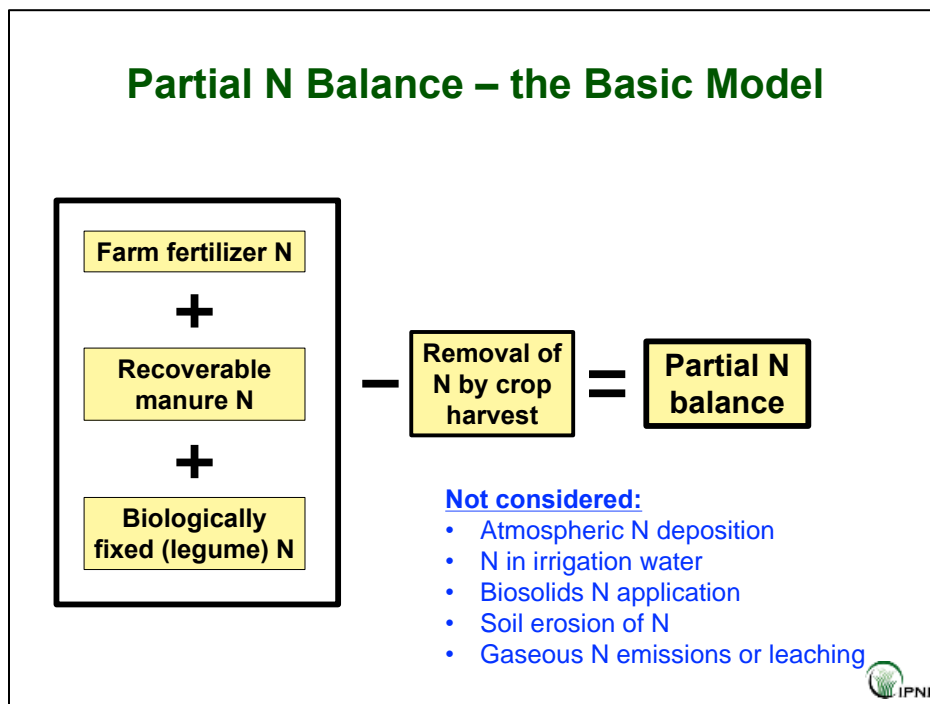 Partial N Balance – the Basic Model
Farm fertilizer N
+
Recoverable
manure N
+
Biologically
fixed (legume) N
–
Removal of
N by crop
harvest
=
Partial N
balance
Not considered:
• Atmospheric N deposition
• N in irrigation water
• Biosolids N application
• Soil erosion of N
• Gaseous N emissions or leaching
IPNI